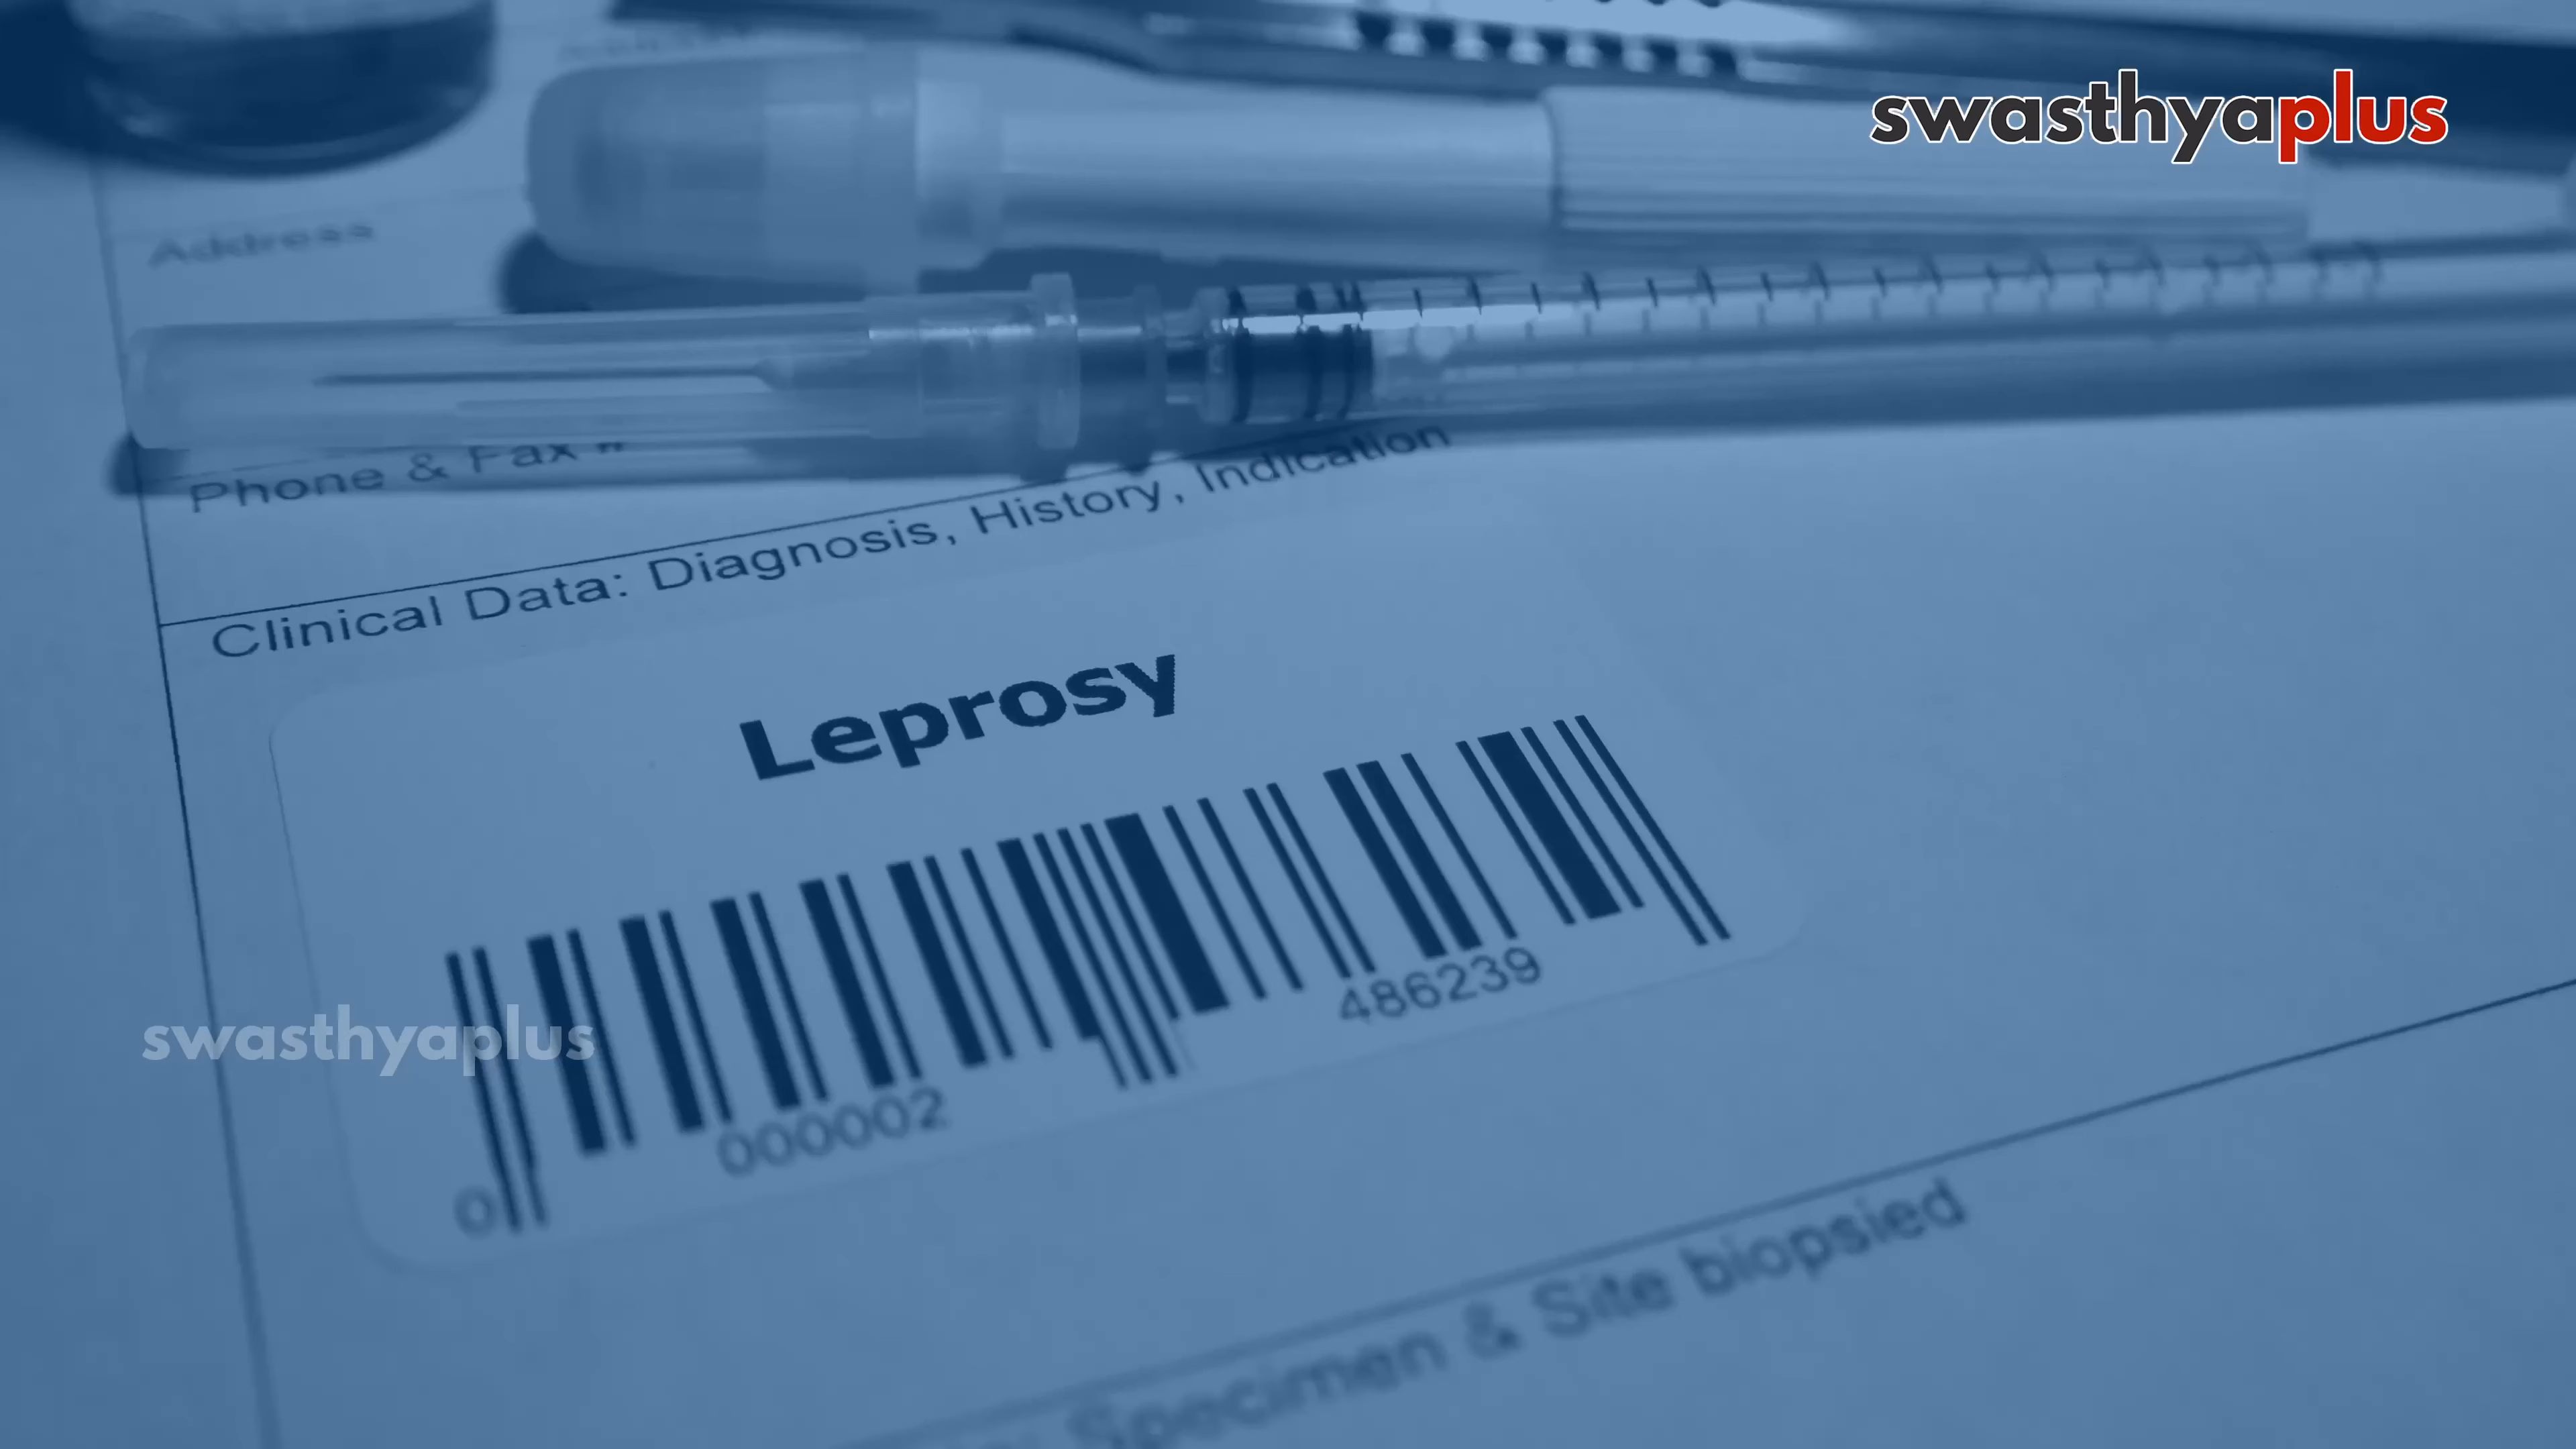 swasthyaplus
Address
Phone & Fax #
Clinical Data: Diagnosis, History, Indication
Leprosy
486239
000002
0
swasthyaplus
Specimen & Site biopsied